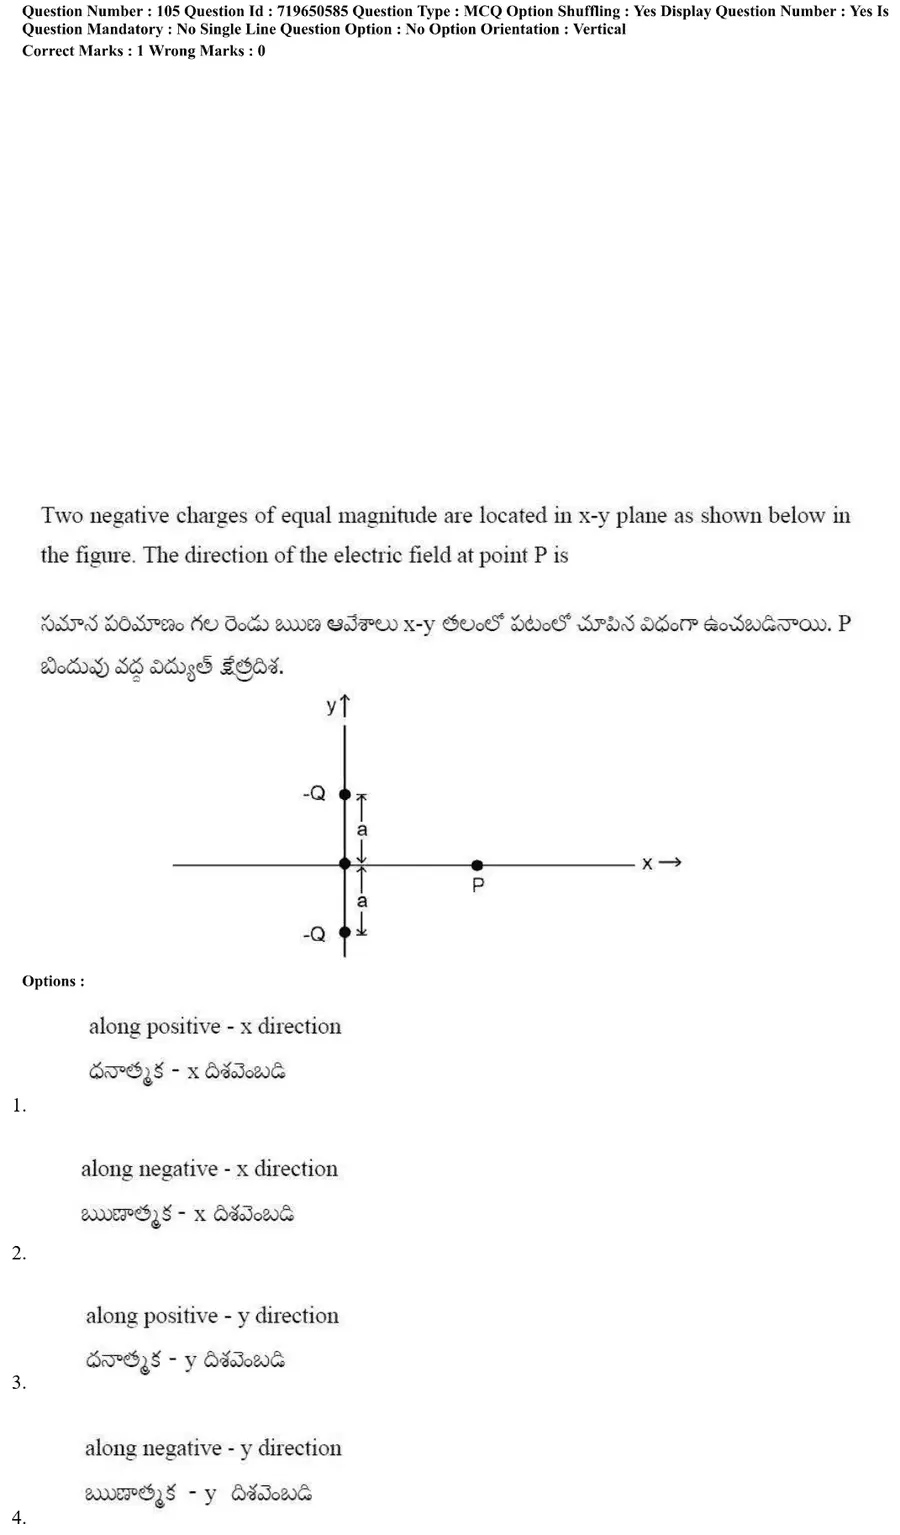 Question Number : 105 Question Id : 719650585 Question Type : MCQ Option Shuffling : Yes Display Question Number : Yes Is
Question Mandatory : No Single Line Question Option : No Option Orientation : Vertical
Correct Marks : 1 Wrong Marks : 0
Two negative charges of equal magnitude are located in x-y plane as shown below in
the figure. The direction of the electric field at point P is
సమాన పరిమాణం గల రెండు ఋణ ఆవేశాలు x-y తలంలో పటంలో చూపిన విధంగా ఉంచబడినాయి. P
బిందువు వద్ద విద్యుత్ క్షేత్రదిశ.
y↑
-Q
a
x→
P
a
-Q
Options :
along positive - x direction
ధనాత్మక - x దిశవెంబడి
1.
along negative - x direction
ఋణాత్మక - x దిశవెంబడి
2.
along positive - y direction
ధనాత్మక - y దిశవెంబడి
3.
along negative - y direction
ఋణాత్మక - y దిశవెంబడి
4.